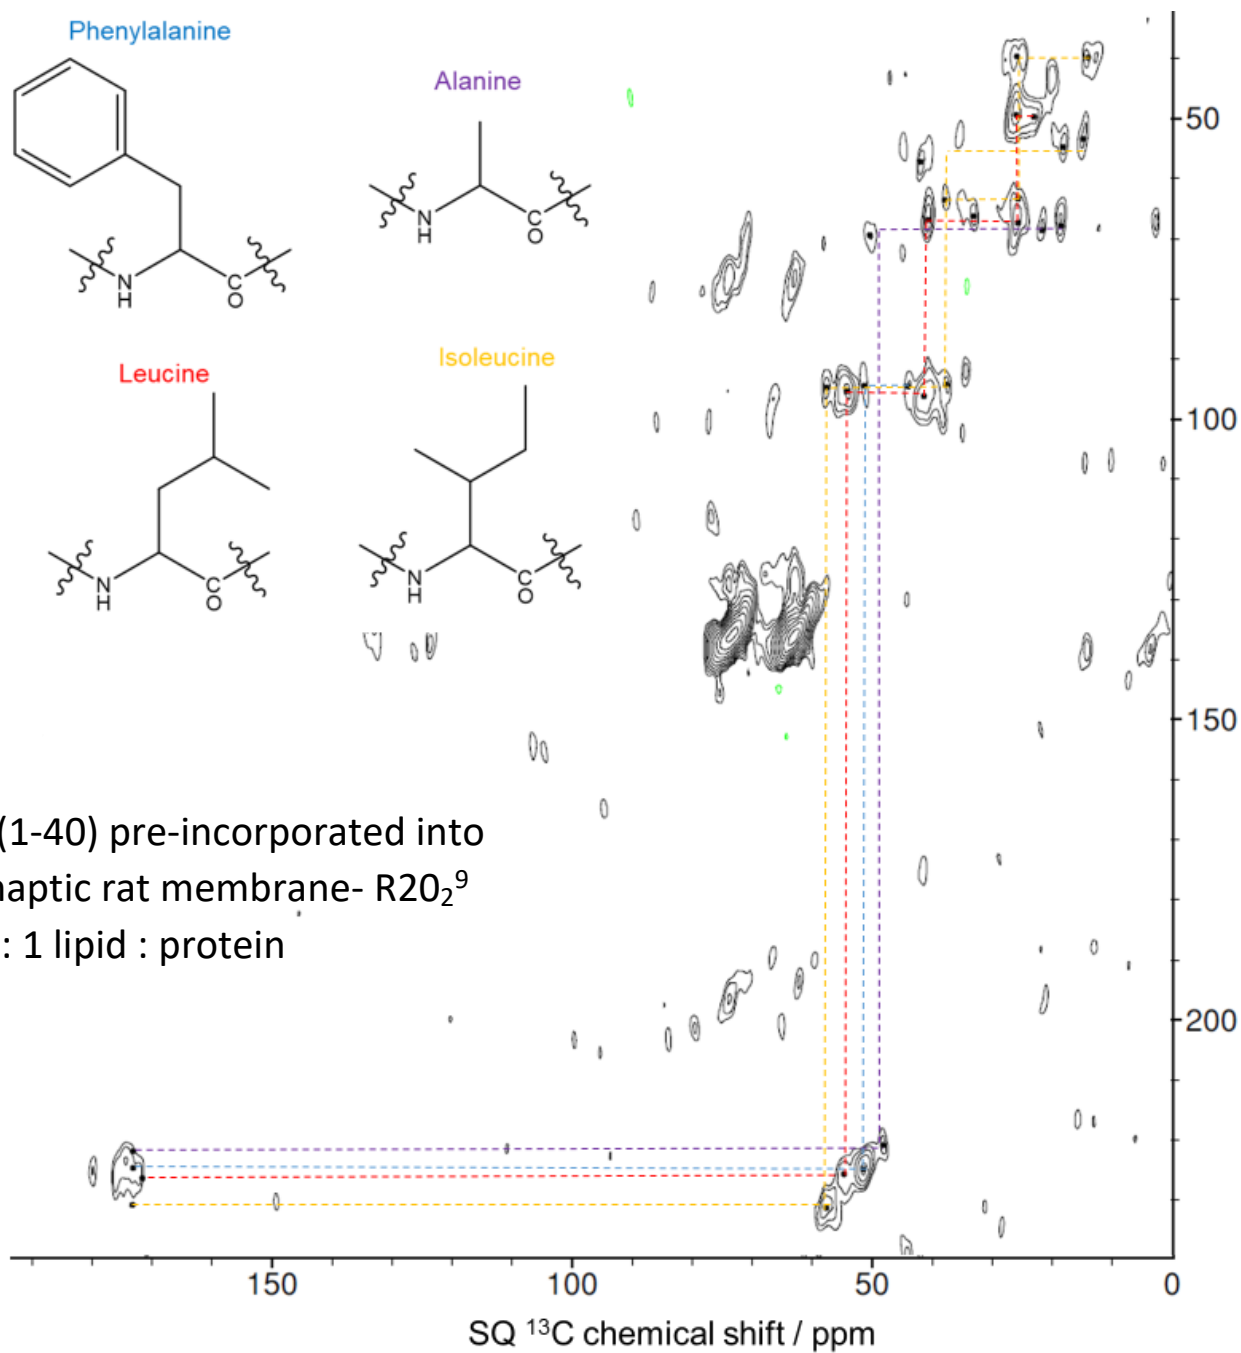 Phenylalanine
Alanine
N
H
C
O
N
H
C
O
Leucine
Isoleucine
N
H
C
O
N
H
C
O
(1-40) pre-incorporated into
naptic rat membrane- R20₂⁹
: 1 lipid : protein
50
100
150
200
150
100
50
0
SQ ¹³C chemical shift / ppm